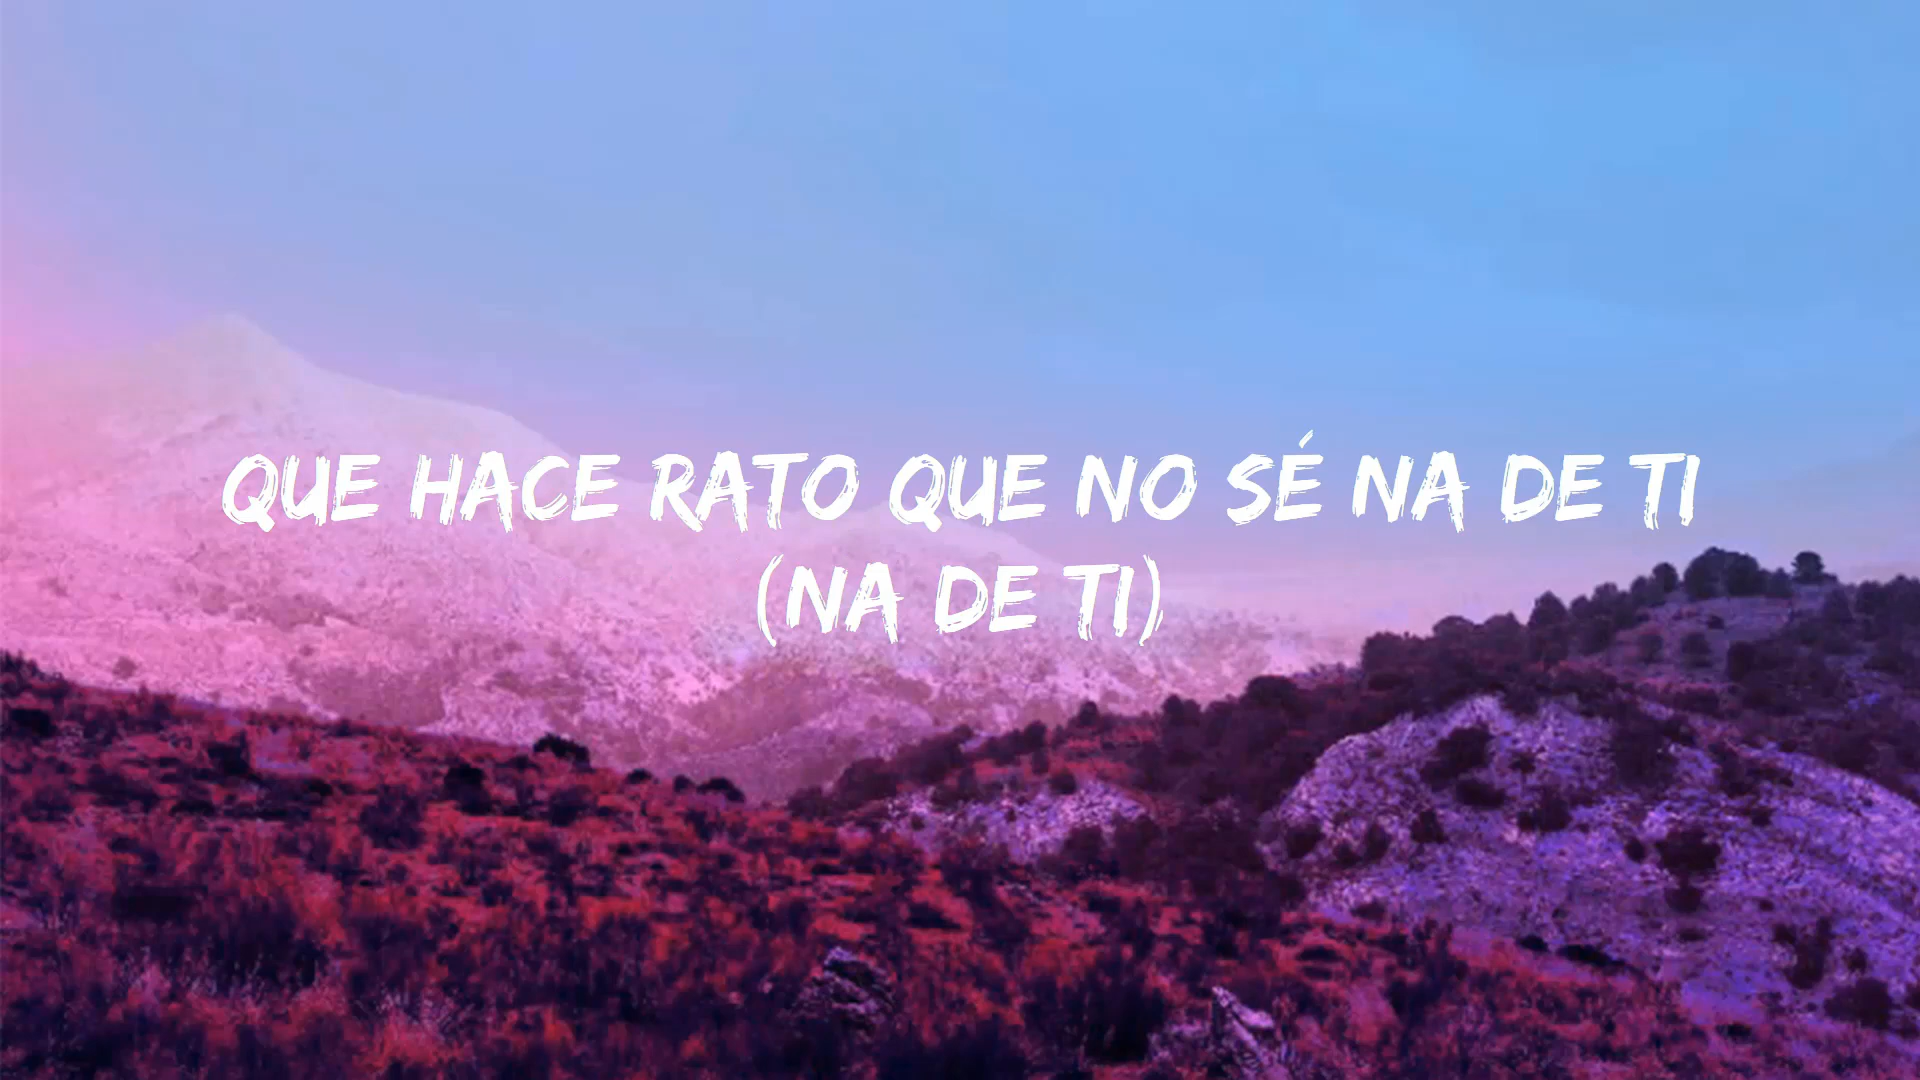 QUE HACE RATO QUE NO SÉ NA DE TI
(NA DE TI)